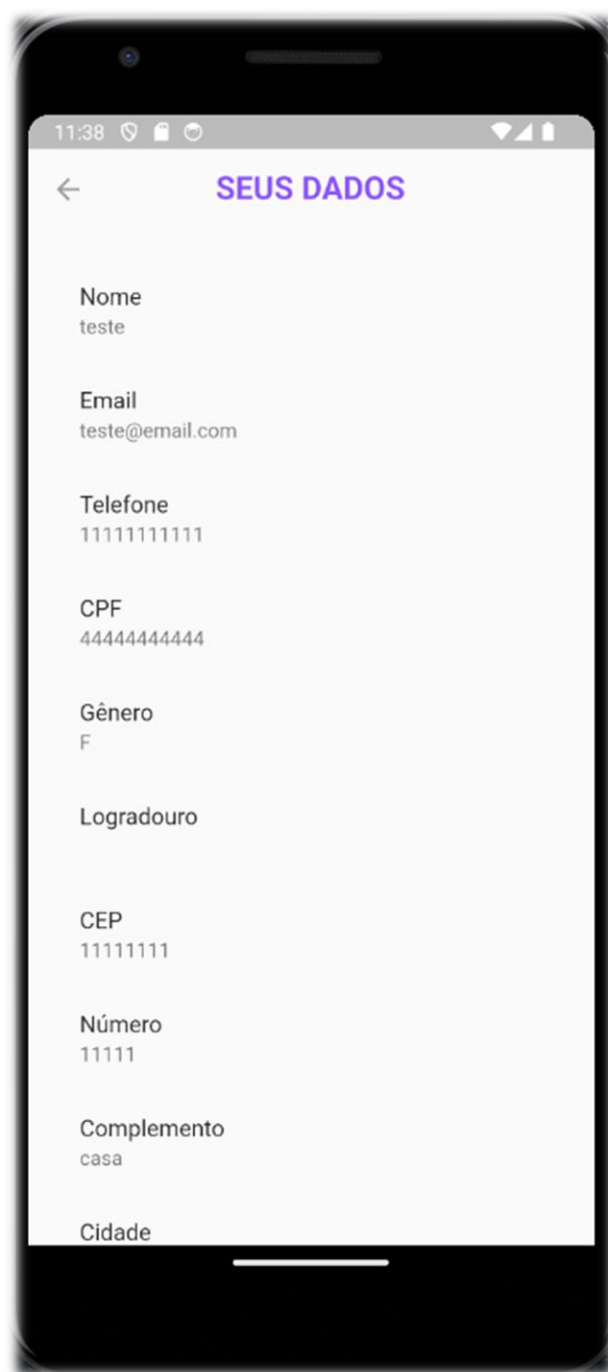 11:38
SEUS DADOS
Nome
teste
Email
teste@email.com
Telefone
11111111111
CPF
44444444444
Gênero
F
Logradouro
CEP
11111111
Número
11111
Complemento
casa
Cidade